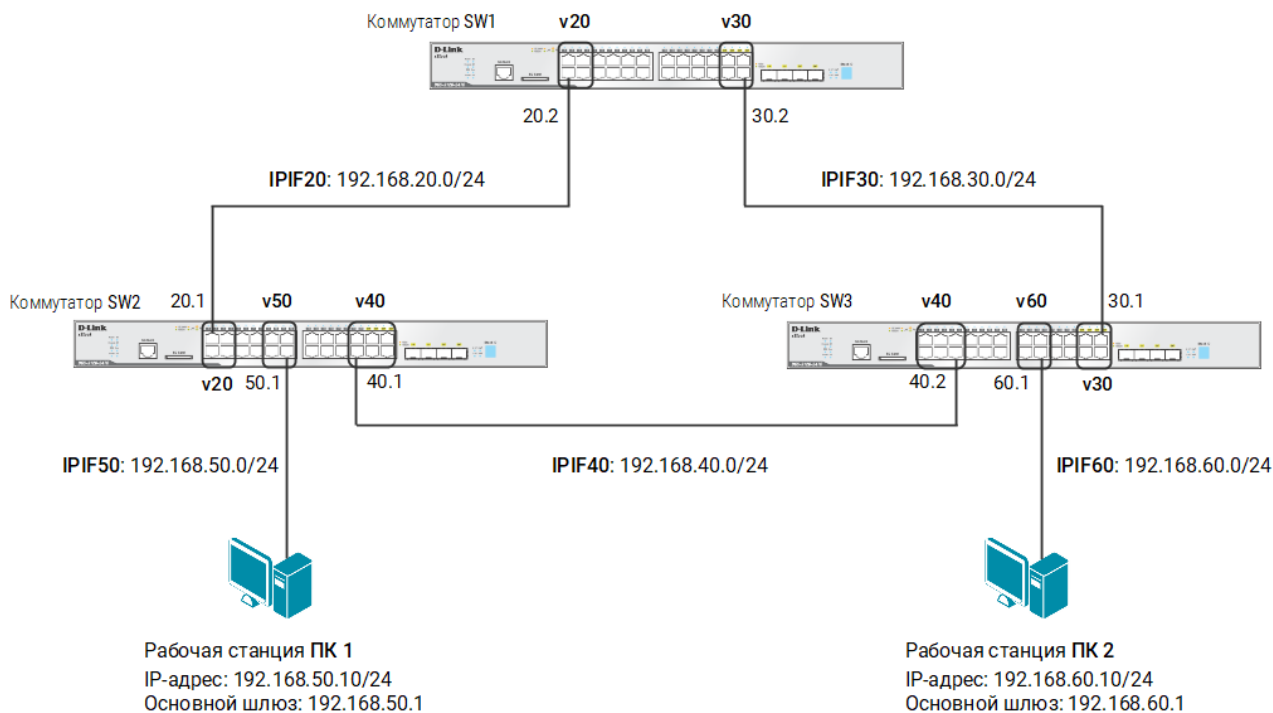 Коммутатор SW1 v20 v30
D-Link
20.2 30.2
IPIF20: 192.168.20.0/24 IPIF30: 192.168.30.0/24
Коммутатор SW2 20.1 v50 v40 Коммутатор SW3 v40 v60 30.1
D-Link D-Link
v20 50.1 40.1 40.2 60.1 v30
IPIF50: 192.168.50.0/24 IPIF40: 192.168.40.0/24 IPIF60: 192.168.60.0/24
Рабочая станция ПК 1
IP-адрес: 192.168.50.10/24
Основной шлюз: 192.168.50.1
Рабочая станция ПК 2
IP-адрес: 192.168.60.10/24
Основной шлюз: 192.168.60.1